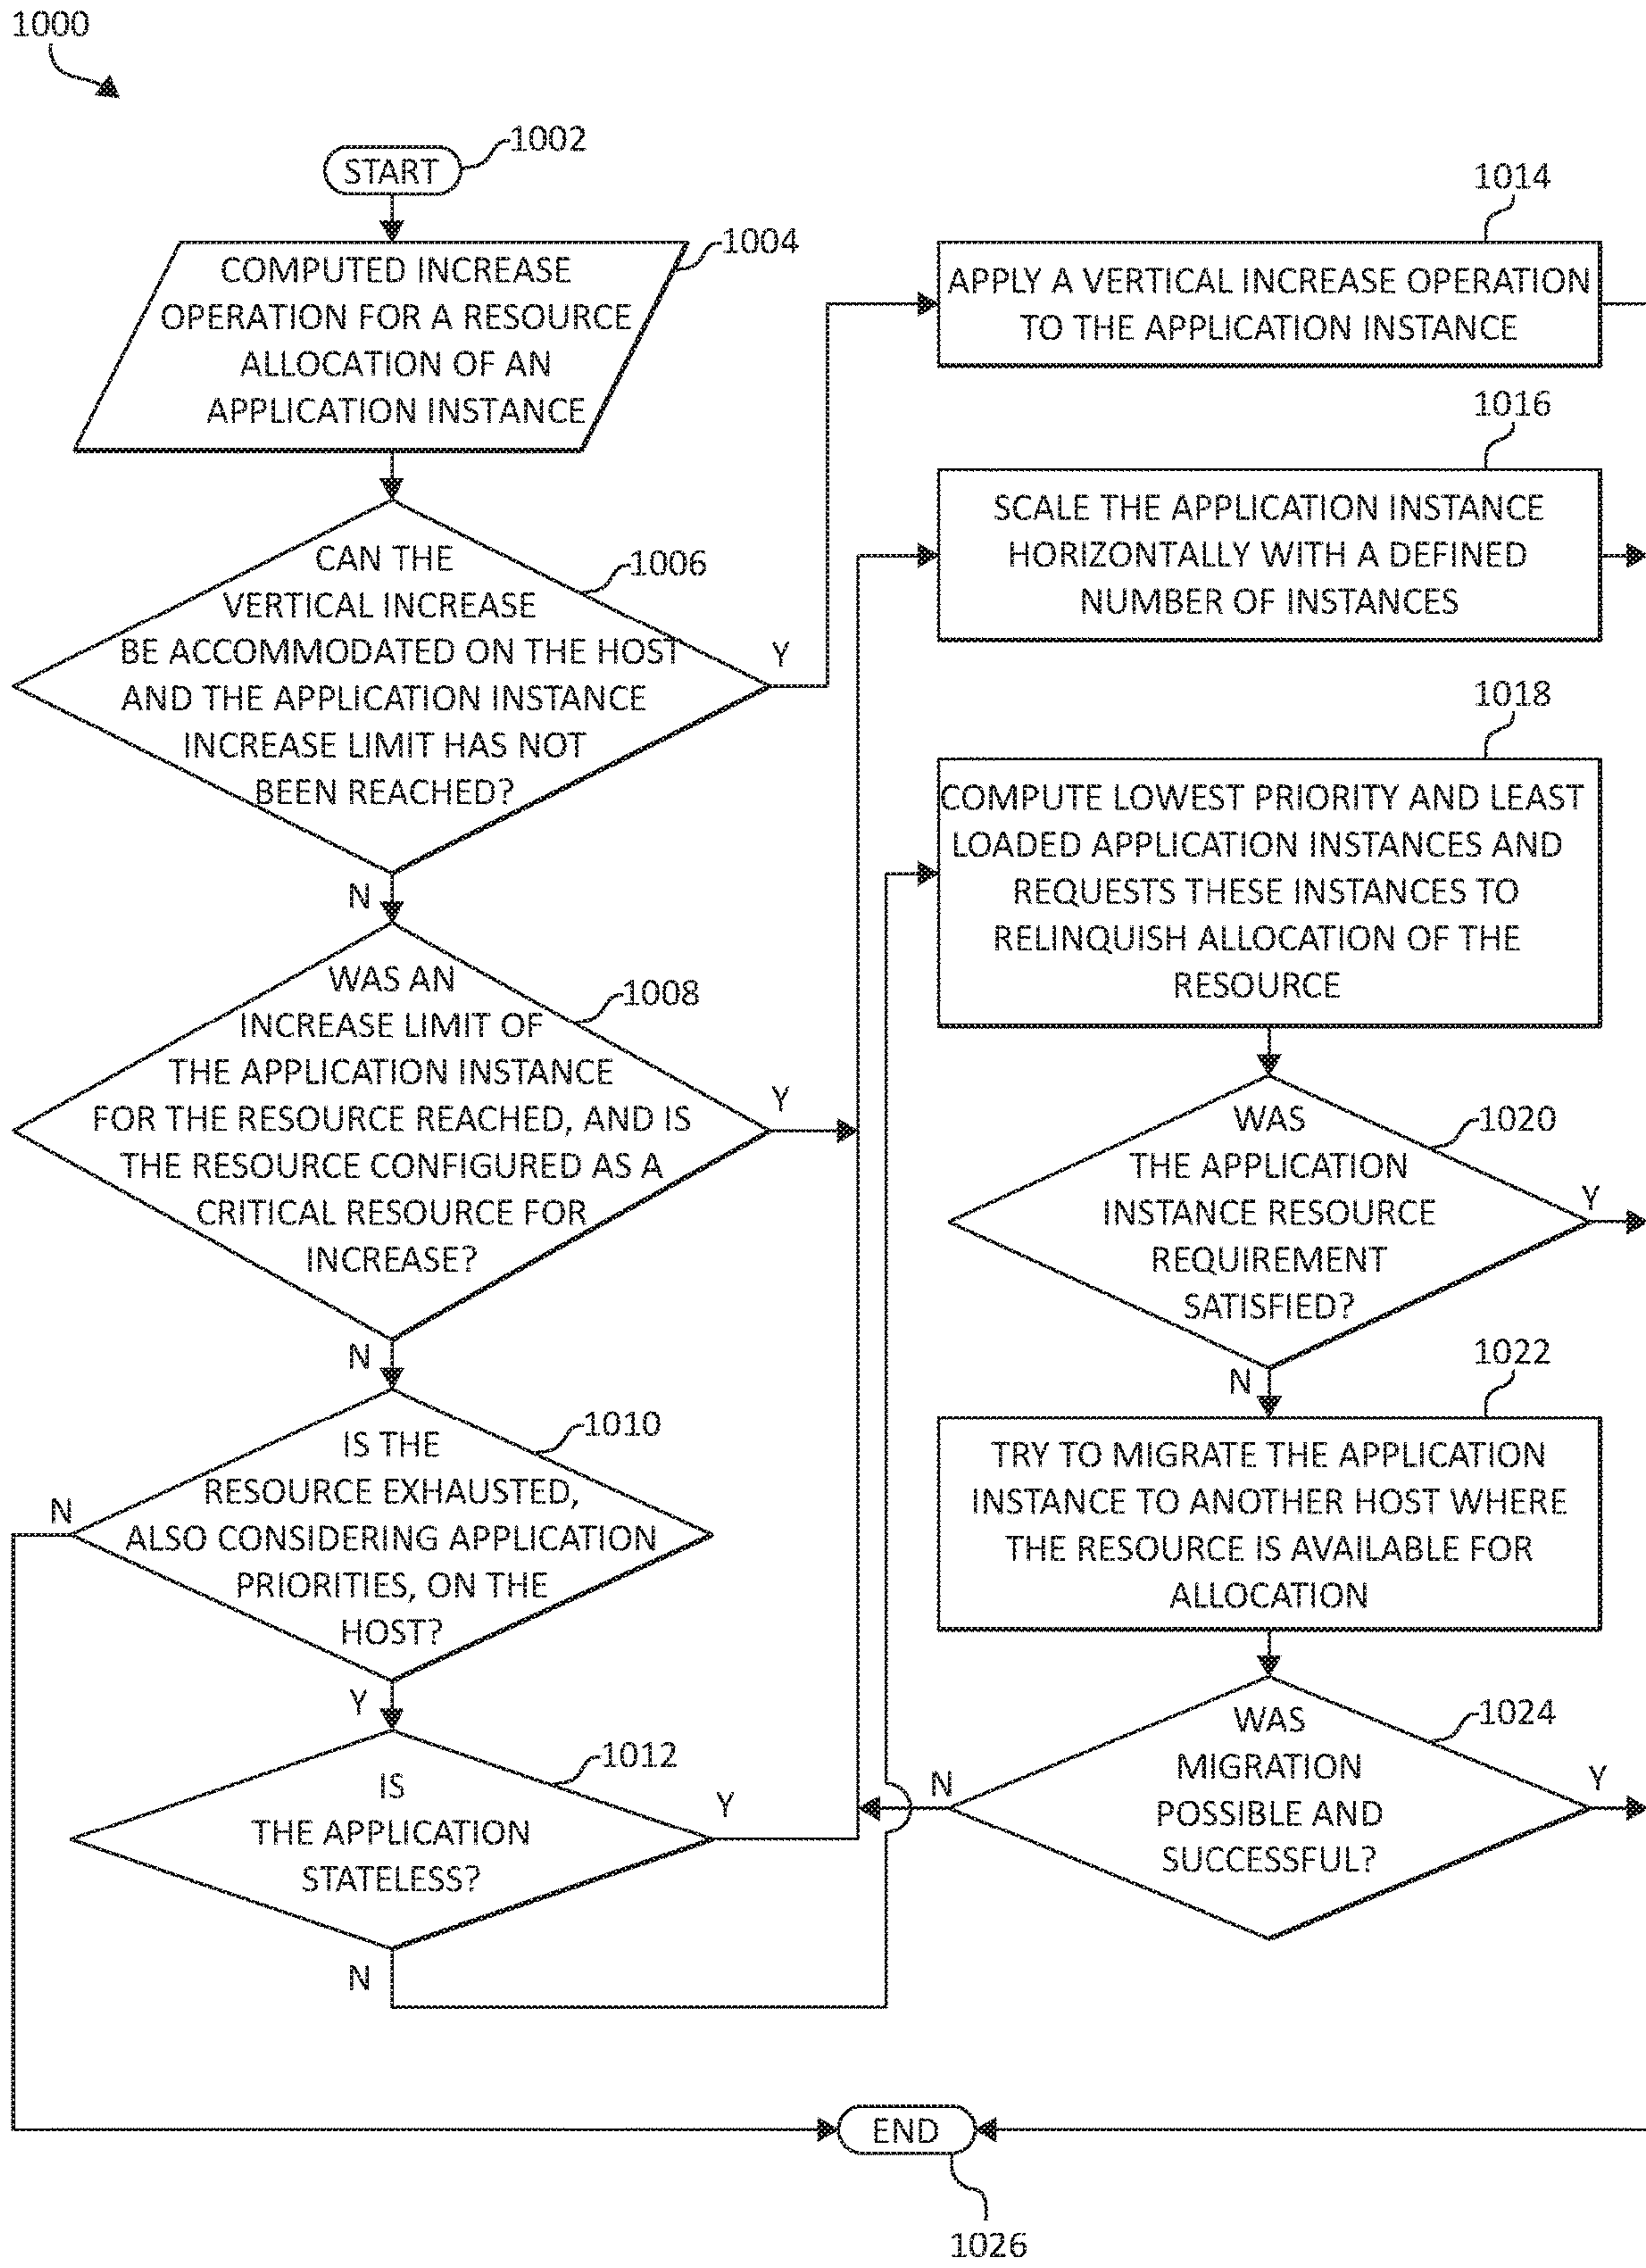 1000
1002
START
1004
COMPUTED INCREASE
OPERATION FOR A RESOURCE
ALLOCATION OF AN
APPLICATION INSTANCE
1006
CAN THE
VERTICAL INCREASE
BE ACCOMMODATED ON THE HOST
AND THE APPLICATION INSTANCE
INCREASE LIMIT HAS NOT
BEEN REACHED?
Y
N
1008
WAS AN
INCREASE LIMIT OF
THE APPLICATION INSTANCE
FOR THE RESOURCE REACHED, AND IS
THE RESOURCE CONFIGURED AS A
CRITICAL RESOURCE FOR
INCREASE?
Y
N
1010
IS THE
RESOURCE EXHAUSTED,
ALSO CONSIDERING APPLICATION
PRIORITIES, ON THE
HOST?
N
Y
1012
IS
THE APPLICATION
STATELESS?
Y
N
1014
APPLY A VERTICAL INCREASE OPERATION
TO THE APPLICATION INSTANCE
1016
SCALE THE APPLICATION INSTANCE
HORIZONTALLY WITH A DEFINED
NUMBER OF INSTANCES
1018
COMPUTE LOWEST PRIORITY AND LEAST
LOADED APPLICATION INSTANCES AND
REQUESTS THESE INSTANCES TO
RELINQUISH ALLOCATION OF THE
RESOURCE
1020
WAS
THE APPLICATION
INSTANCE RESOURCE
REQUIREMENT
SATISFIED?
Y
N
1022
TRY TO MIGRATE THE APPLICATION
INSTANCE TO ANOTHER HOST WHERE
THE RESOURCE IS AVAILABLE FOR
ALLOCATION
1024
WAS
MIGRATION
POSSIBLE AND
SUCCESSFUL?
N
Y
END
1026